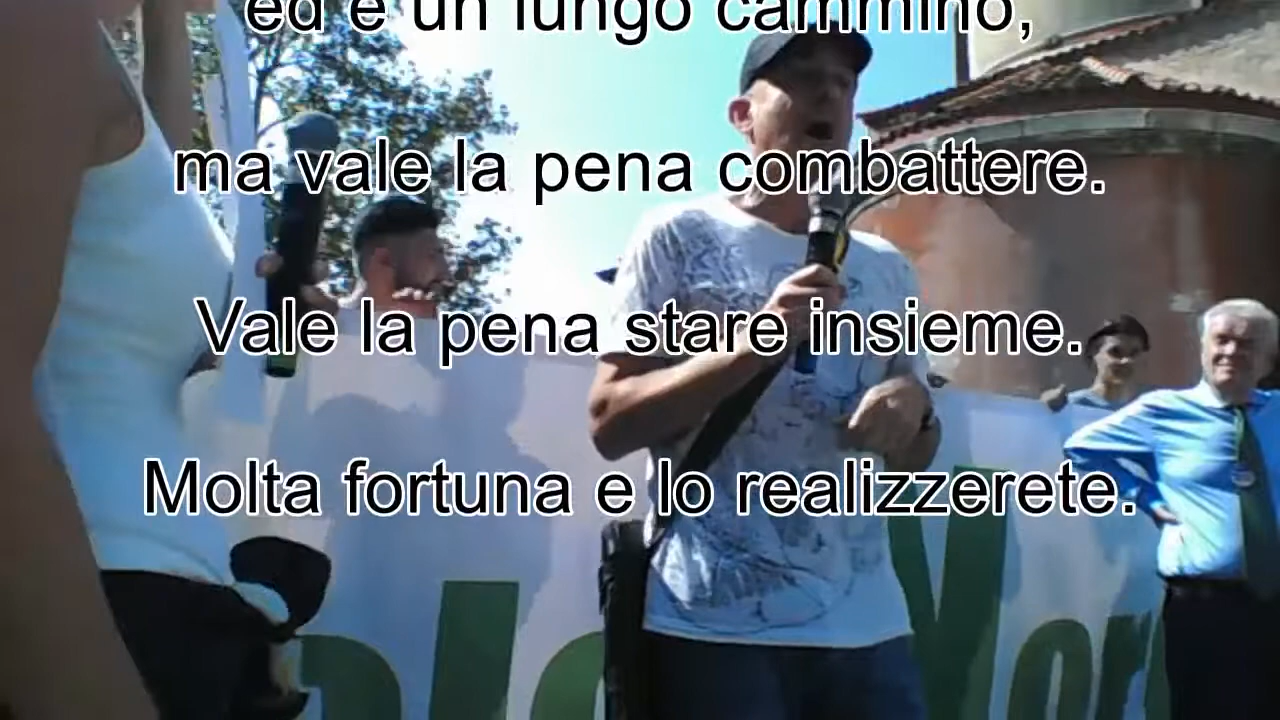 ed è un lungo cammino,
ma vale la pena combattere.
Vale la pena stare insieme.
Molta fortuna e lo realizzerete.